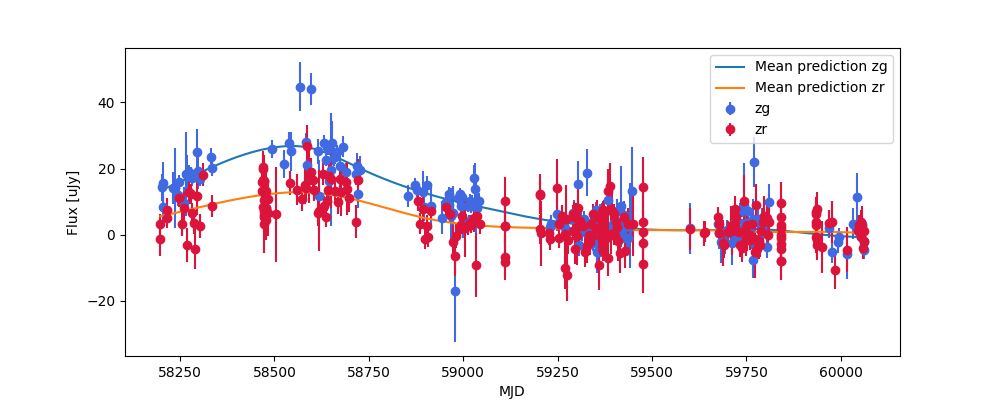 Mean prediction zg
Mean prediction zr
zg
zr
Flux [uJy]
40
20
0
−20
58250 58500 58750 59000 59250 59500 59750 60000
MJD